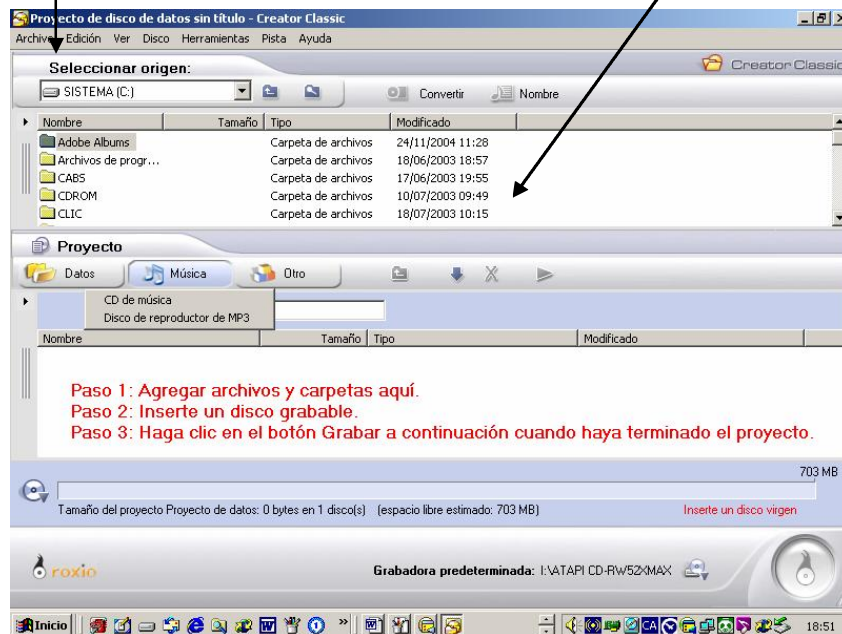 Proyecto de disco de datos sin título - Creator Classic
Archivo Edición Ver Disco Herramientas Pista Ayuda
Seleccionar origen:
Creator Classic
SISTEMA (C:)
Convertir
Nombre
Nombre Tamaño Tipo Modificado
Adobe Albums Carpeta de archivos 24/11/2004 11:28
Archivos de progr... Carpeta de archivos 18/06/2003 18:57
CABS Carpeta de archivos 17/06/2003 19:55
CDROM Carpeta de archivos 10/07/2003 09:49
CLIC Carpeta de archivos 18/07/2003 10:15
Proyecto
Datos Música Otro
CD de música
Disco de reproductor de MP3
Nombre Tamaño Tipo Modificado
Paso 1: Agregar archivos y carpetas aquí.
Paso 2: Inserte un disco grabable.
Paso 3: Haga clic en el botón Grabar a continuación cuando haya terminado el proyecto.
703 MB
Tamaño del proyecto Proyecto de datos: 0 bytes en 1 disco(s) (espacio libre estimado: 703 MB) Inserte un disco virgen
roxio
Grabadora predeterminada: I:\ATAPI CD-RW52XMAX
Inicio » 18:51